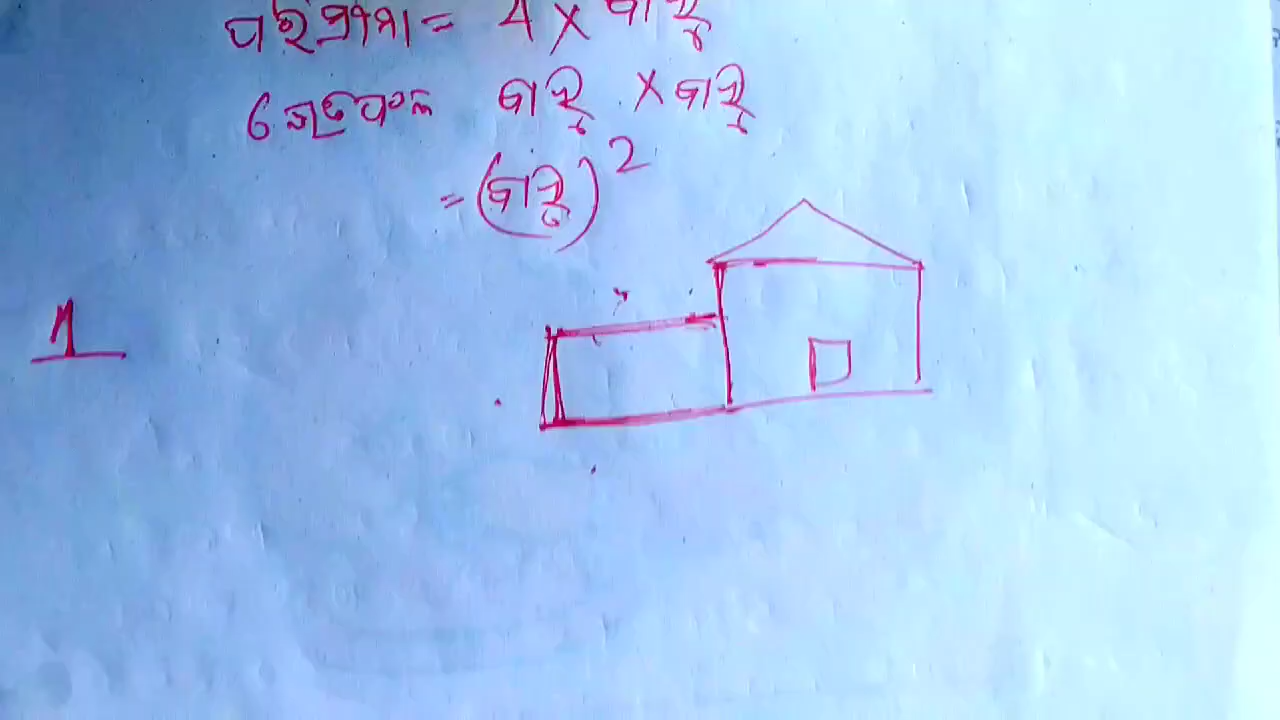 ପରିସୀମା = 4 × ବାହୁ
କ୍ଷେତ୍ରଫଳ ବାହୁ × ବାହୁ
= (ବାହୁ)²
1